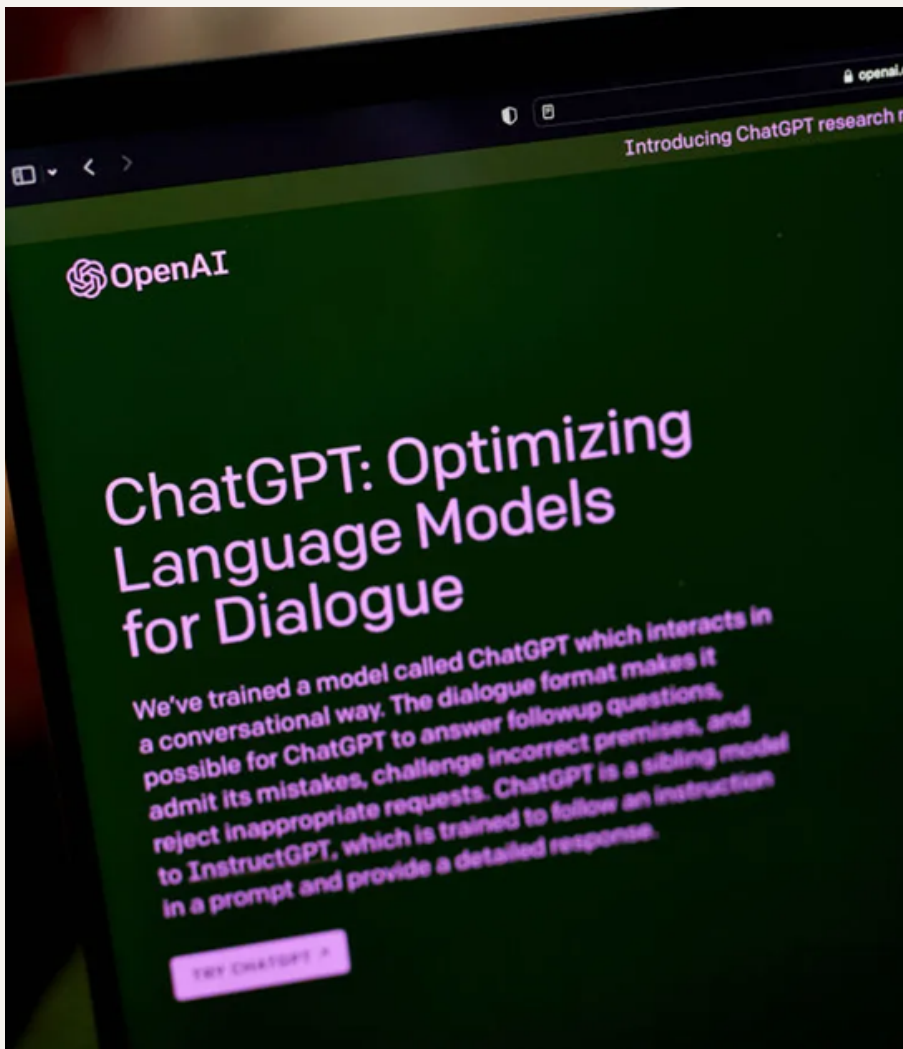 openai.
Introducing ChatGPT research r
OpenAI
ChatGPT: Optimizing
Language Models
for Dialogue
We've trained a model called ChatGPT which interacts in
a conversational way. The dialogue format makes it
possible for ChatGPT to answer followup questions,
admit its mistakes, challenge incorrect premises, and
reject inappropriate requests. ChatGPT is a sibling model
to InstructGPT, which is trained to follow an instruction
in a prompt and provide a detailed response.
TRY CHATGPT ↗